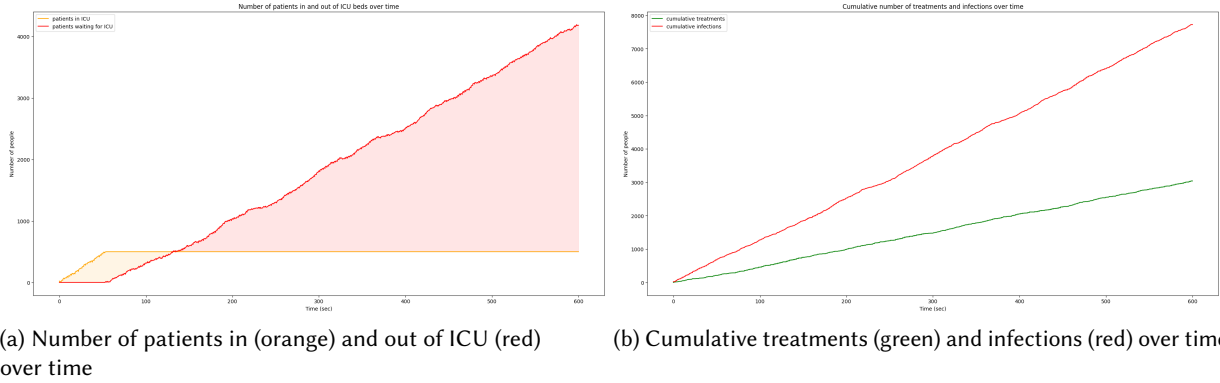 Number of patients in and out of ICU beds over time
patients in ICU
patients waiting for ICU
4000
3000
2000
1000
0
Number of people
0 100 200 300 400 500 600
Time (sec)
(a) Number of patients in (orange) and out of ICU (red)
over time
Cumulative number of treatments and infections over time
cumulative treatments
cumulative infections
8000
7000
6000
5000
4000
3000
2000
1000
0
Number of people
0 100 200 300 400 500 600
Time (sec)
(b) Cumulative treatments (green) and infections (red) over time